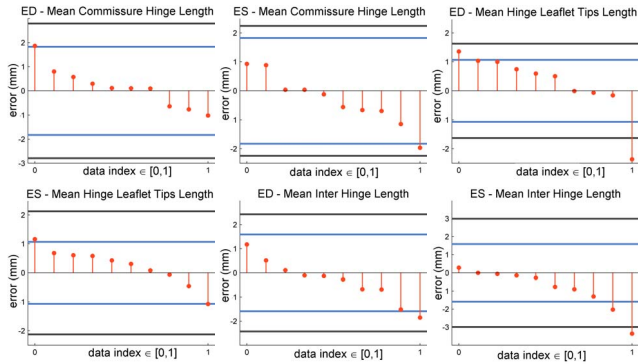 ED - Mean Commissure Hinge Length
error (mm)
2
1
0
-1
-2
-3
0
1
data index ∈ [0,1]
ES - Mean Commissure Hinge Length
error (mm)
2
1
0
-1
-2
0
1
data index ∈ [0,1]
ED - Mean Hinge Leaflet Tips Length
error (mm)
2
1
0
-1
-2
0
1
data index ∈ [0,1]
ES - Mean Hinge Leaflet Tips Length
error (mm)
2
1
0
-1
-2
0
1
data index ∈ [0,1]
ED - Mean Inter Hinge Length
error (mm)
2
1
0
-1
-2
0
1
data index ∈ [0,1]
ES - Mean Inter Hinge Length
error (mm)
3
2
1
0
-1
-2
-3
0
1
data index ∈ [0,1]